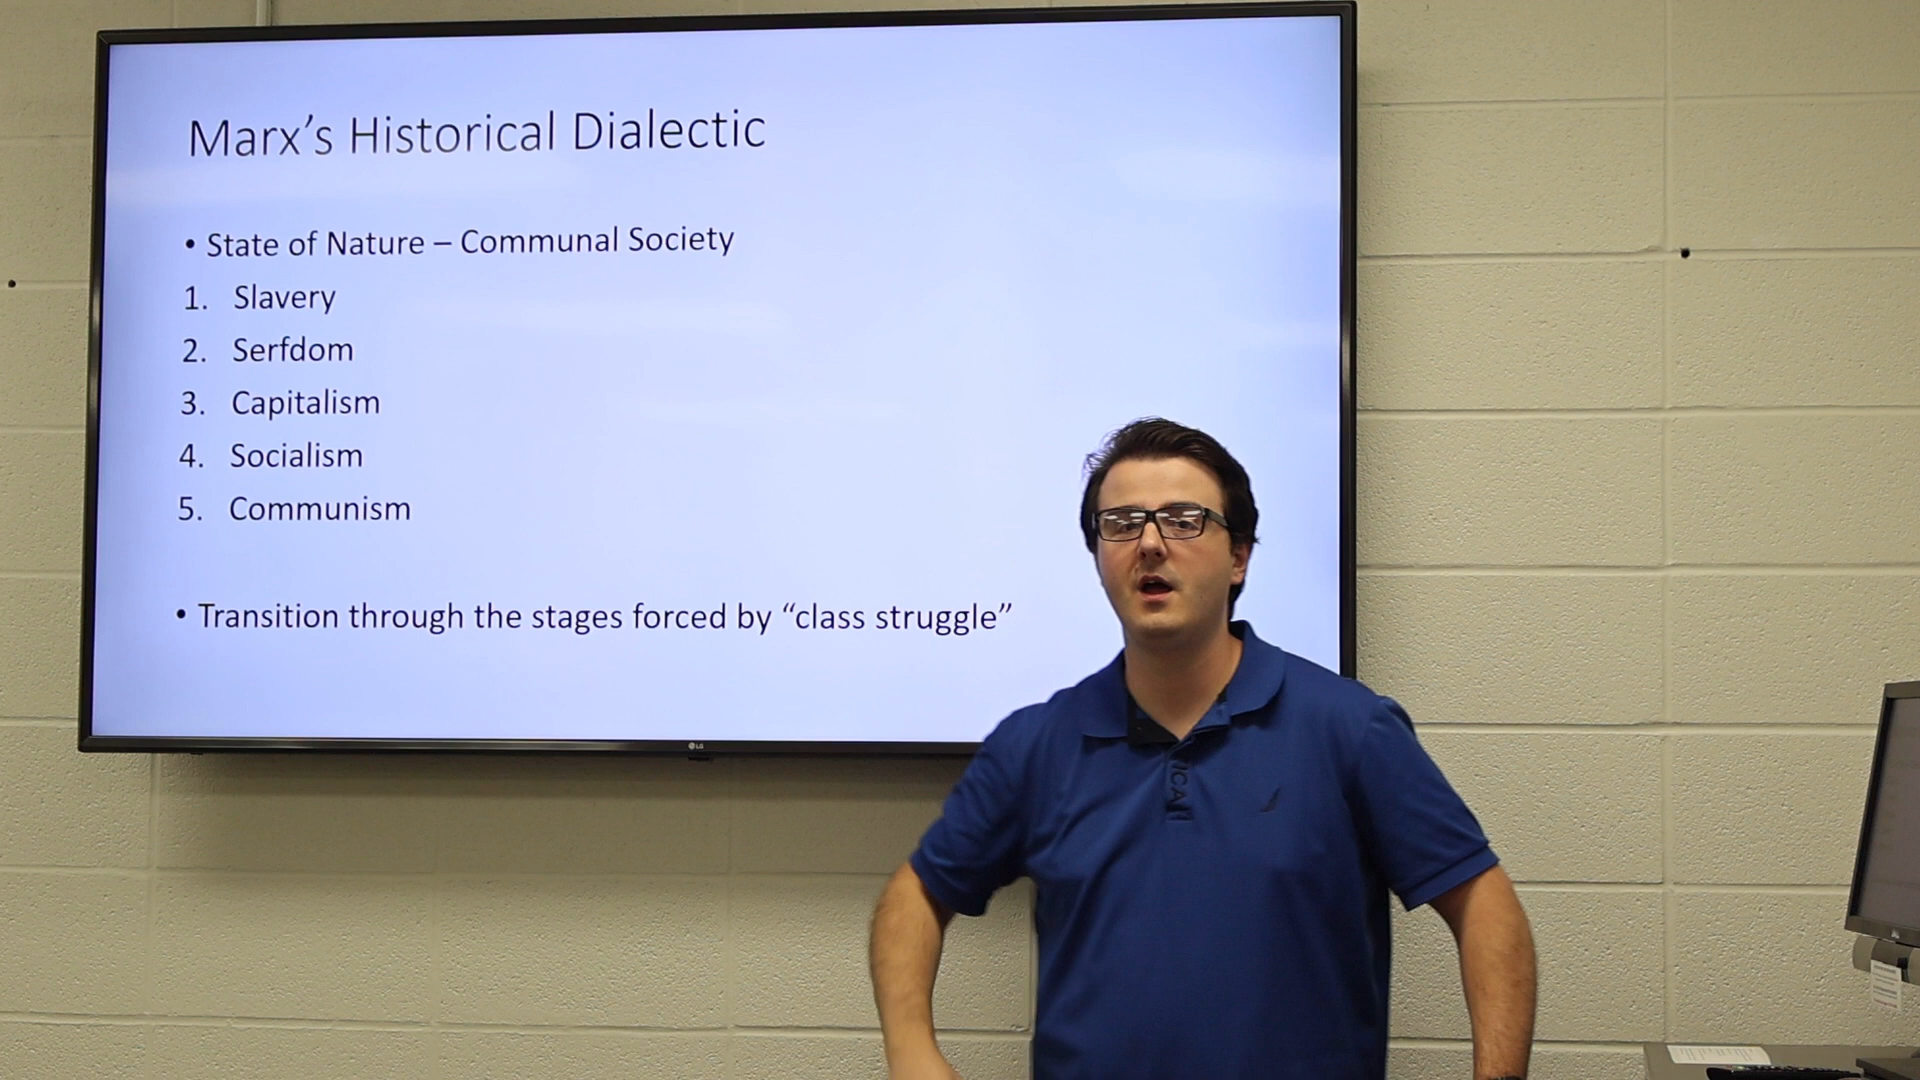 Marx’s Historical Dialectic
• State of Nature – Communal Society
1. Slavery
2. Serfdom
3. Capitalism
4. Socialism
5. Communism
• Transition through the stages forced by “class struggle”
LG